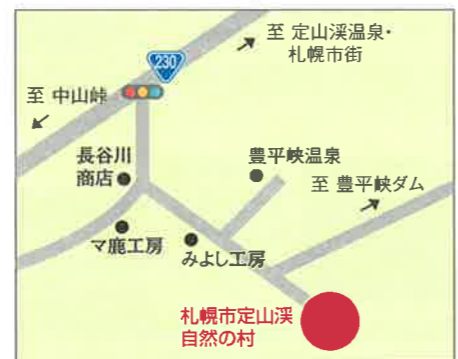 至 定山渓温泉・
札幌市街
230
至 中山峠
長谷川
商店
豊平峡温泉
至 豊平峡ダム
マ鹿工房
みよし工房
札幌市定山渓
自然の村